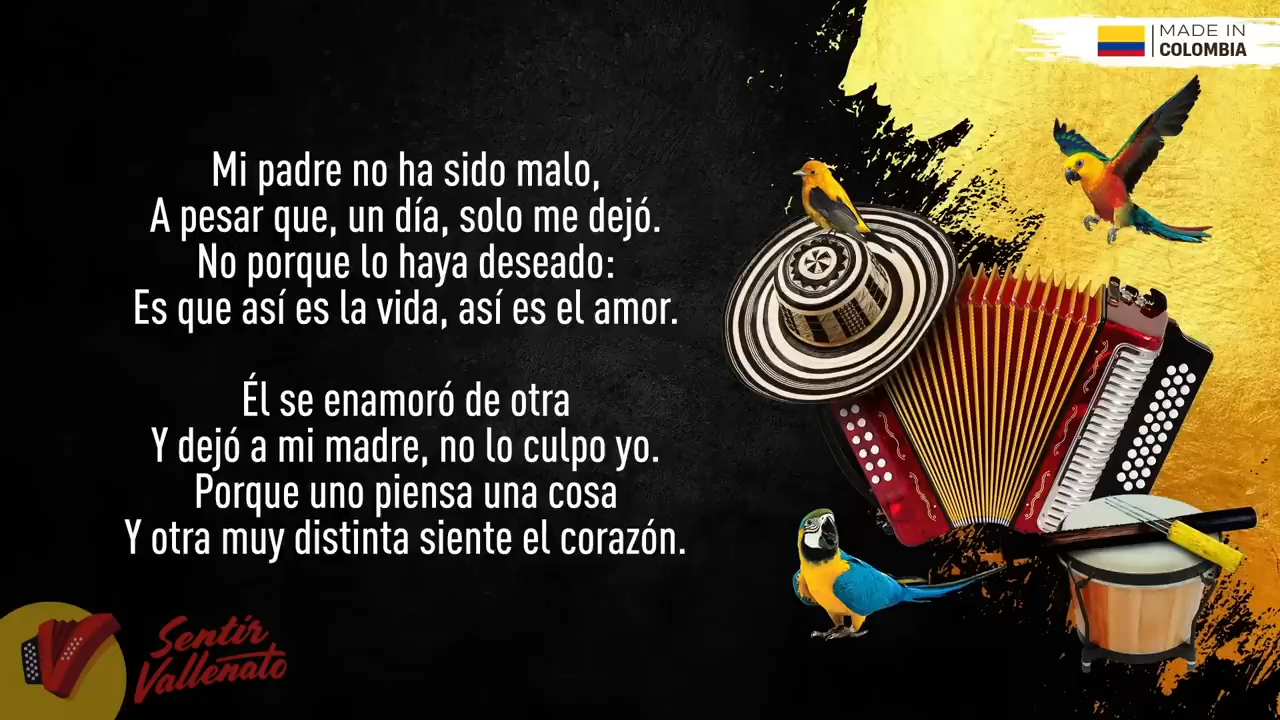 MADE IN
COLOMBIA
Mi padre no ha sido malo,
A pesar que, un día, solo me dejó.
No porque lo haya deseado:
Es que así es la vida, así es el amor.
Él se enamoró de otra
Y dejó a mi madre, no lo culpo yo.
Porque uno piensa una cosa
Y otra muy distinta siente el corazón.
Sentir
Vallenato